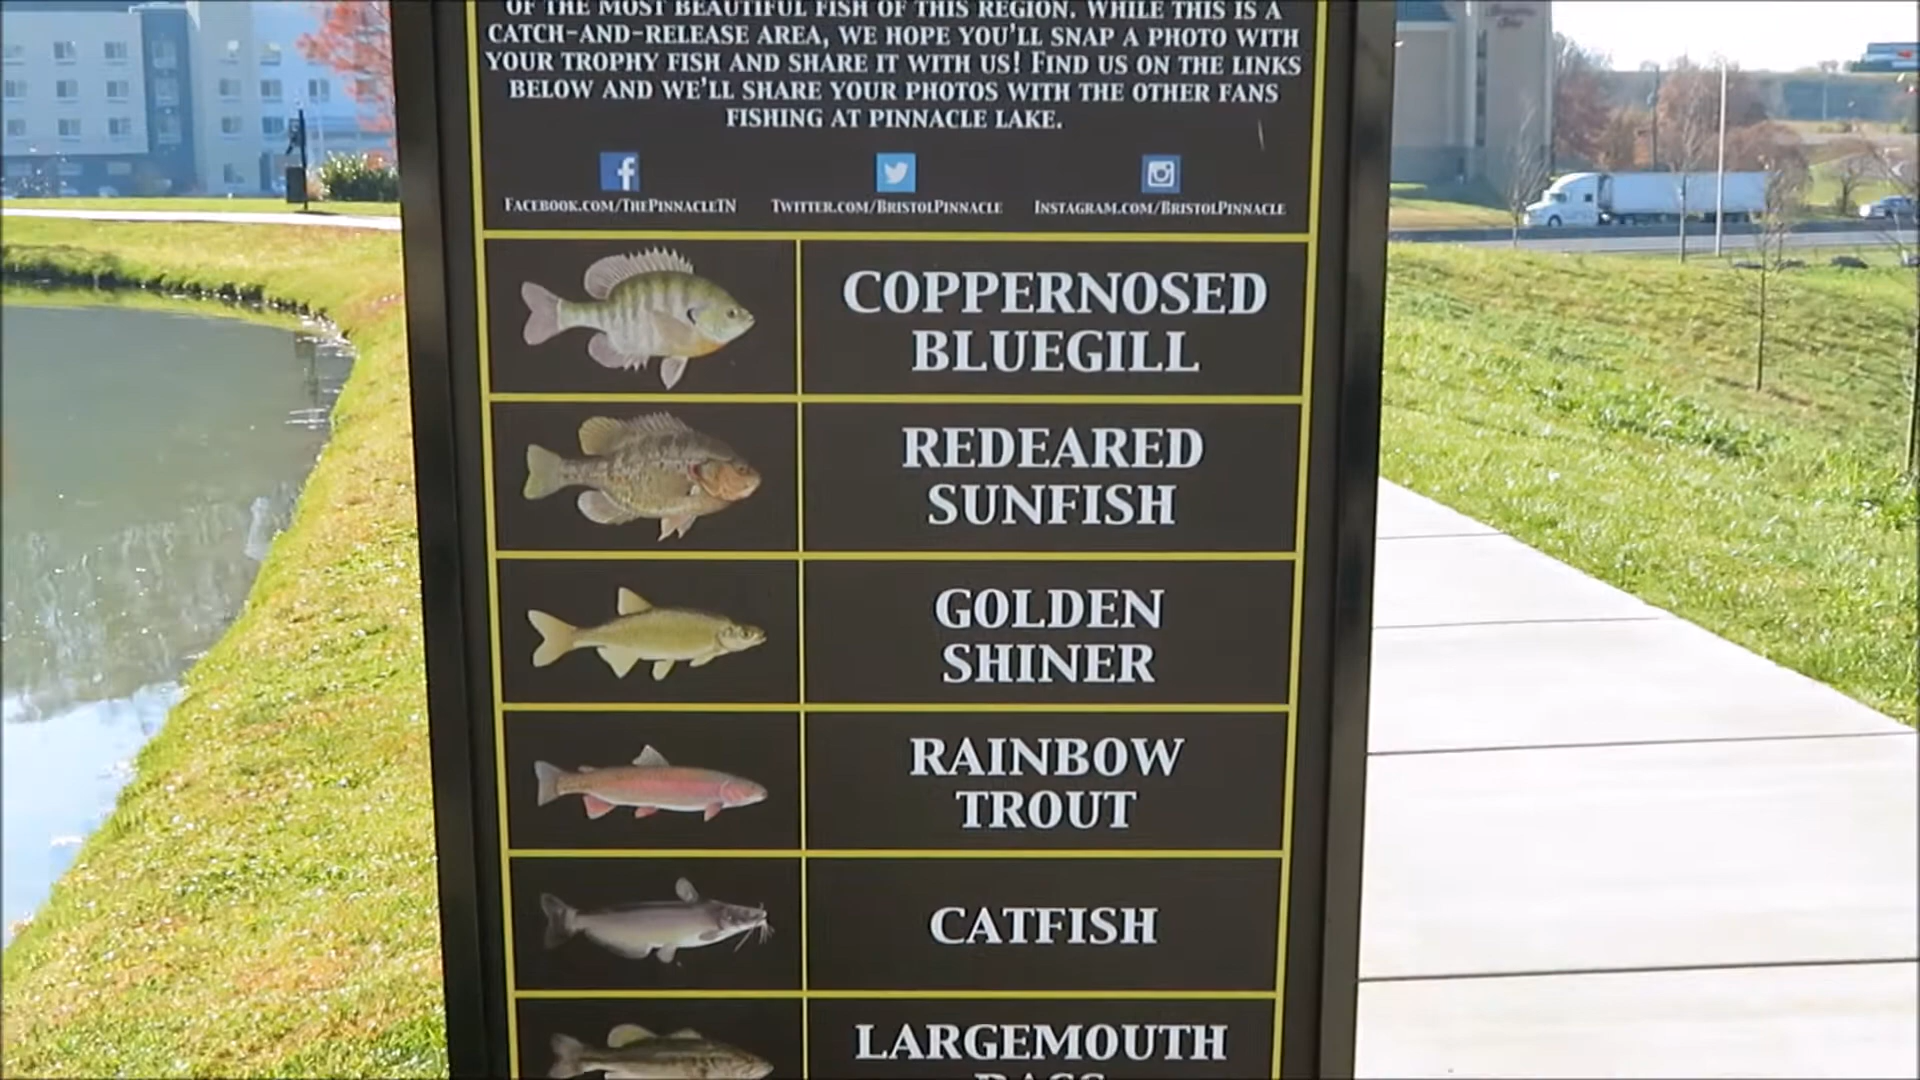 OF THE MOST BEAUTIFUL FISH OF THIS REGION. WHILE THIS IS A
CATCH-AND-RELEASE AREA, WE HOPE YOU'LL SNAP A PHOTO WITH
YOUR TROPHY FISH AND SHARE IT WITH US! FIND US ON THE LINKS
BELOW AND WE'LL SHARE YOUR PHOTOS WITH THE OTHER FANS
FISHING AT PINNACLE LAKE.
FACEBOOK.COM/THEPINNACLETN
TWITTER.COM/BRISTOLPINNACLE
INSTAGRAM.COM/BRISTOLPINNACLE
COPPERNOSED
BLUEGILL
REDEARED
SUNFISH
GOLDEN
SHINER
RAINBOW
TROUT
CATFISH
LARGEMOUTH
BASS